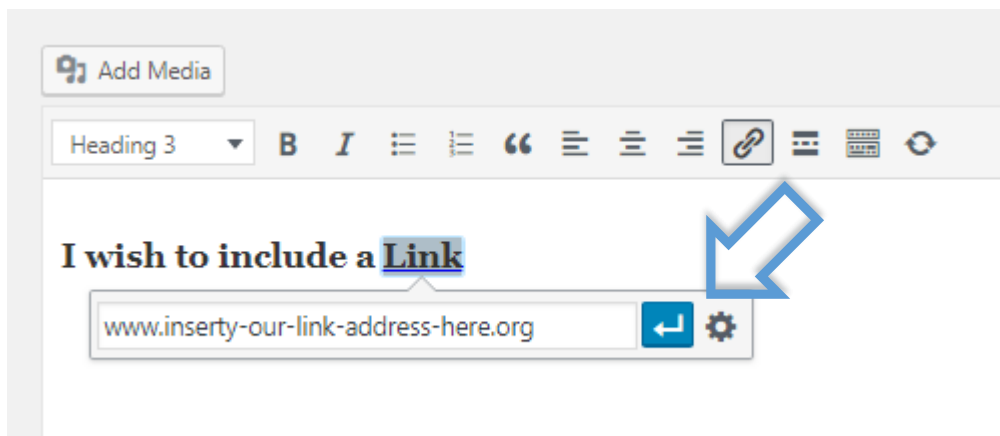 Add Media
Heading 3 B I
I wish to include a Link
www.inserty-our-link-address-here.org